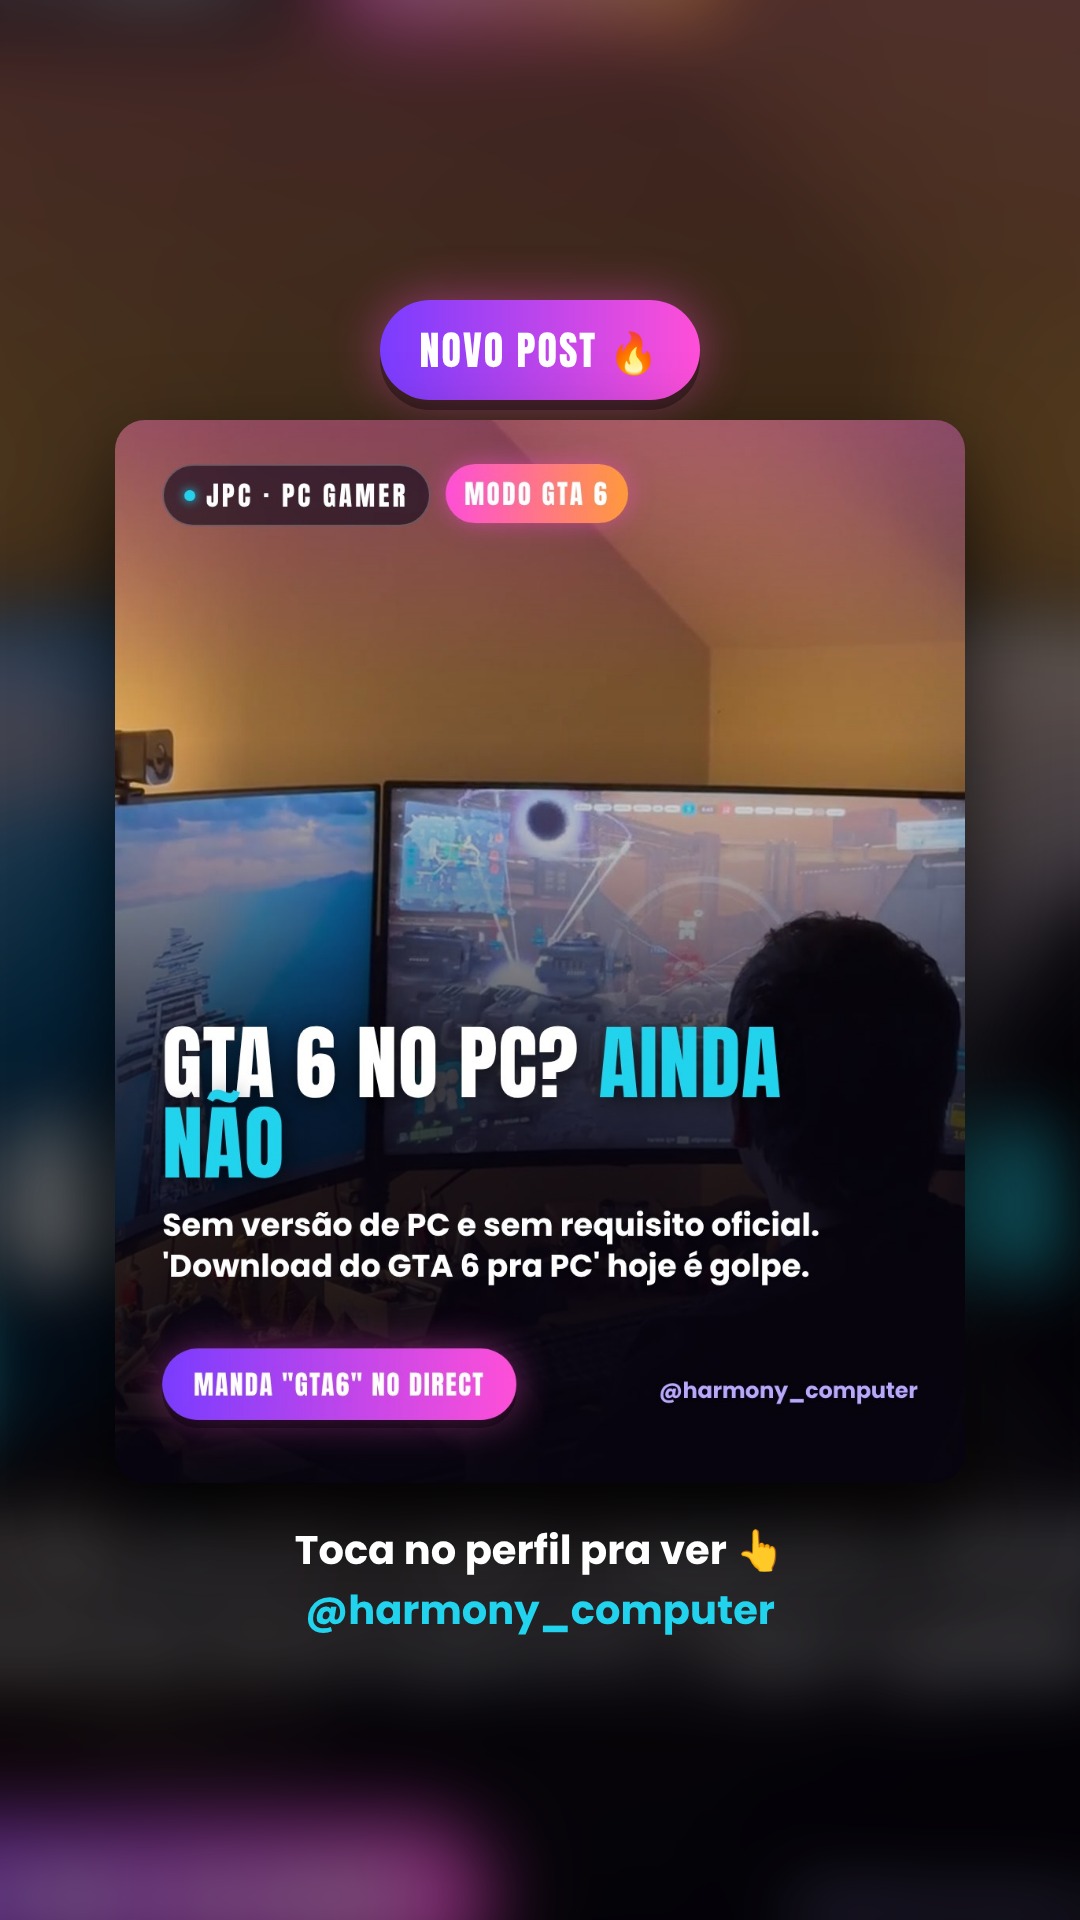 NOVO POST 🔥
JPC · PC GAMER
MODO GTA 6
GTA 6 NO PC? AINDA
NÃO
Sem versão de PC e sem requisito oficial.
'Download do GTA 6 pra PC' hoje é golpe.
MANDA "GTA6" NO DIRECT
@harmony_computer
Toca no perfil pra ver 👆
@harmony_computer